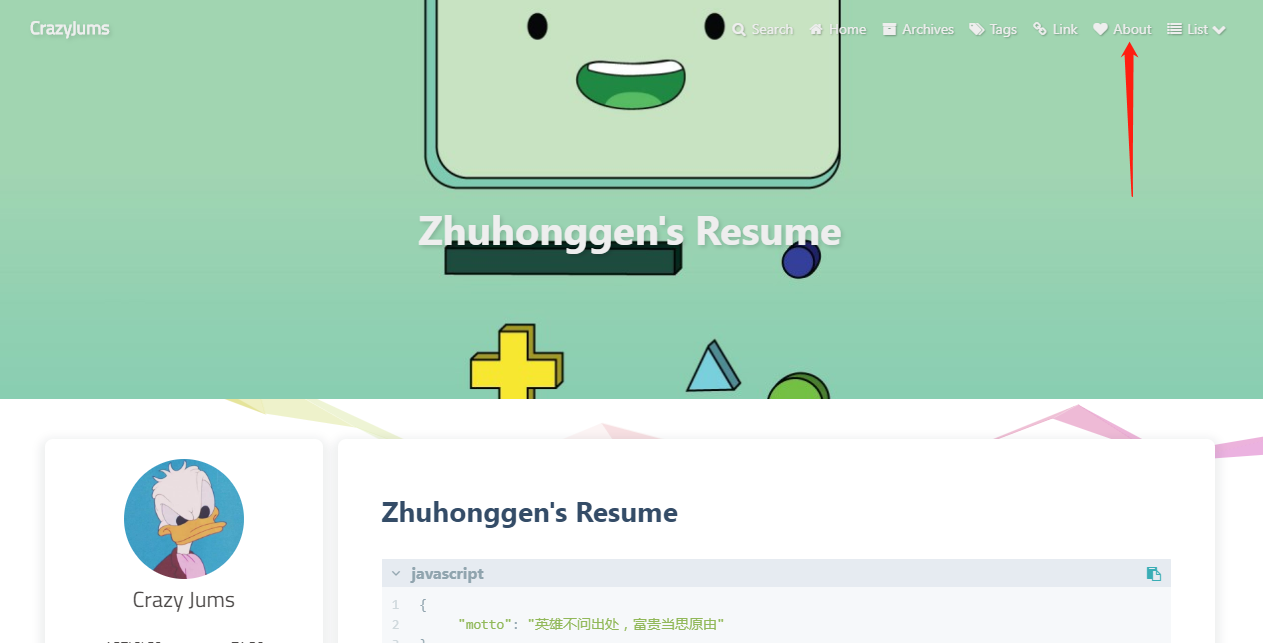 CrazyJums
Search Home Archives Tags Link About List
Zhuhonggen's Resume
Zhuhonggen's Resume
Crazy Jums
javascript
1 {
2 "motto": "英雄不问出处，富贵当思原由"